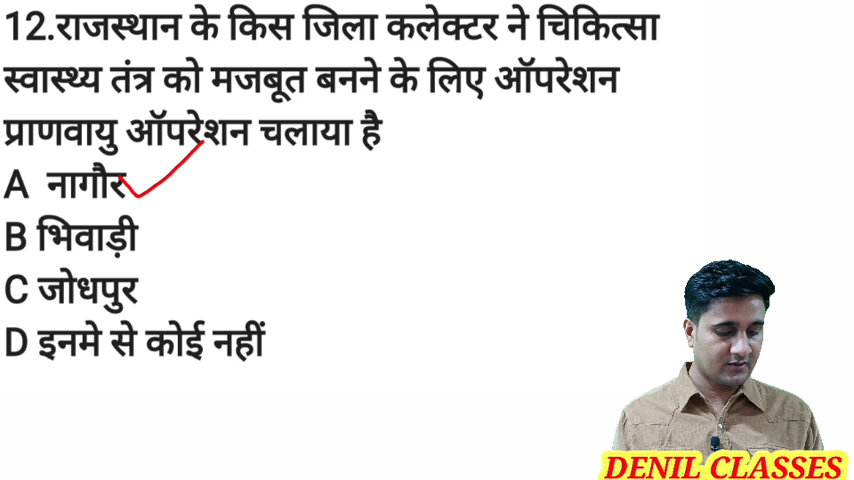 12.राजस्थान के किस जिला कलेक्टर ने चिकित्सा
स्वास्थ्य तंत्र को मजबूत बनने के लिए ऑपरेशन
प्राणवायु ऑपरेशन चलाया है
A नागौर
B भिवाड़ी
C जोधपुर
D इनमे से कोई नहीं
DENIL CLASSES